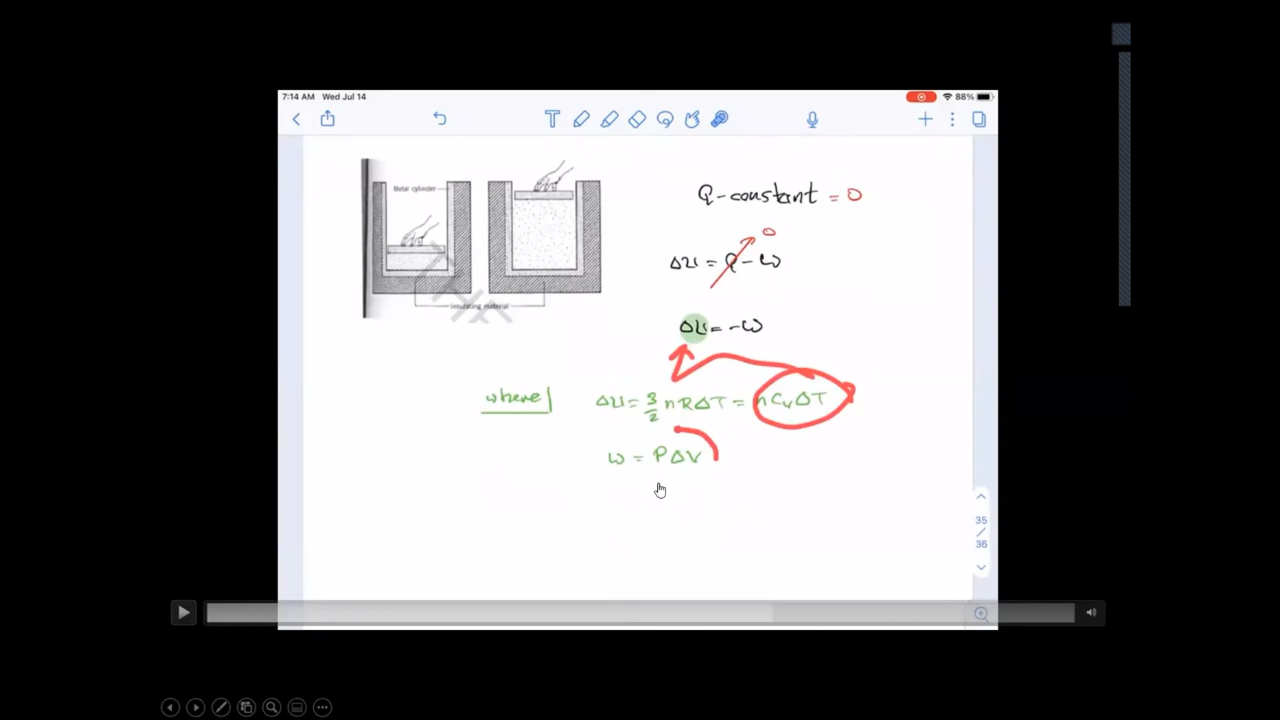 7:14 AM Wed Jul 14
88%
T
Metal cylinder
Insulating material
Q-constant = 0
0
ΔU = Q - W
ΔU = -W
where ΔU = 3/2 nRΔT = nCvΔT
W = PΔV
35
/
36